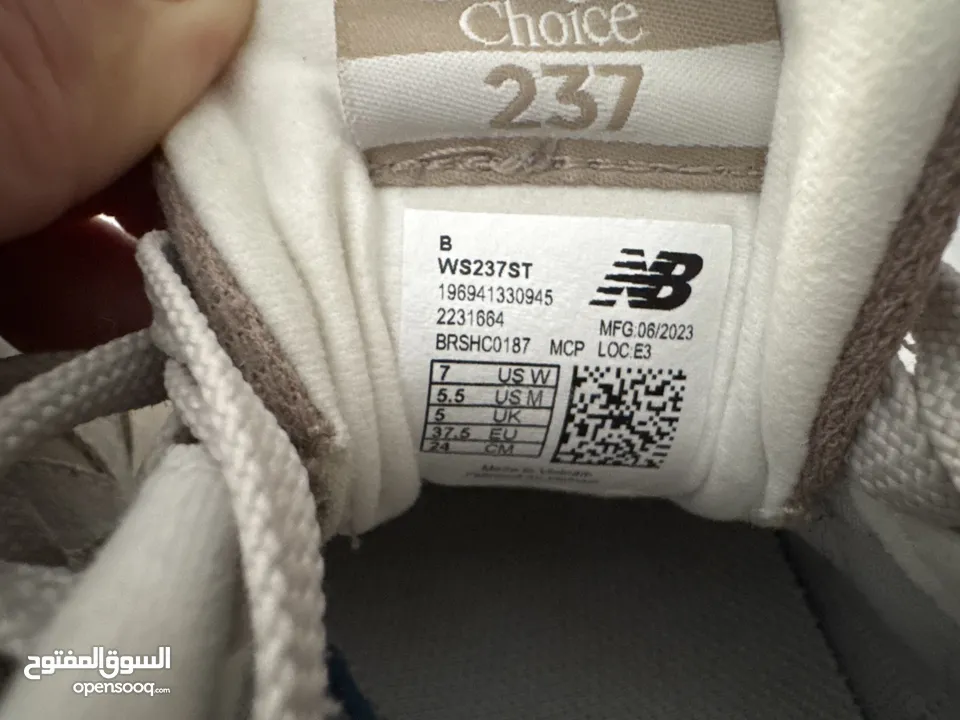 Choice
237
B
WS237ST
196941330945
2231664
BRSHC0187 MCP
NB
MFG:06/2023
LOC:E3
7 US W
5.5 US M
5 UK
37.5 EU
24 CM
Made in Vietnam
السوق المفتوح
opensooq.com